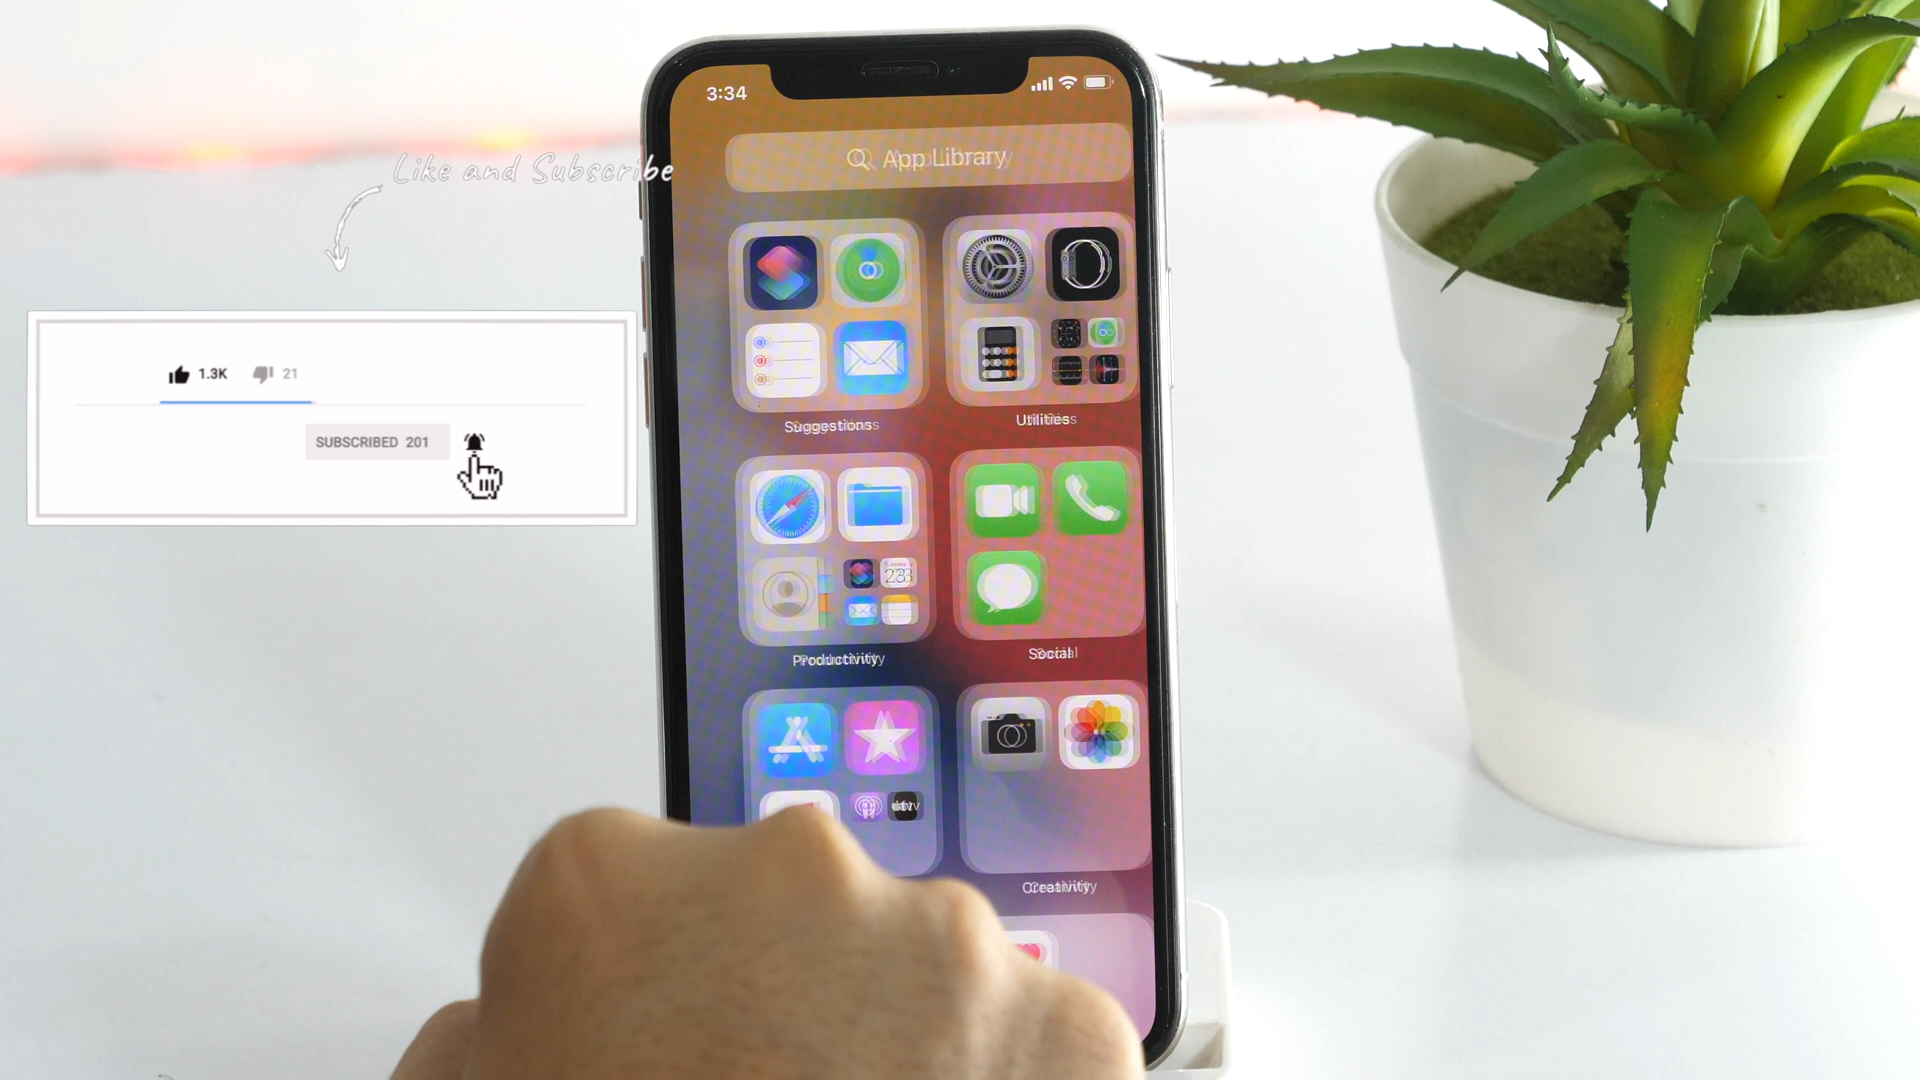 3:34
App Library
Like and Subscribe
1.3K 21
SUBSCRIBED 201
Suggestions
Utilities
Productivity
Social
Creativity